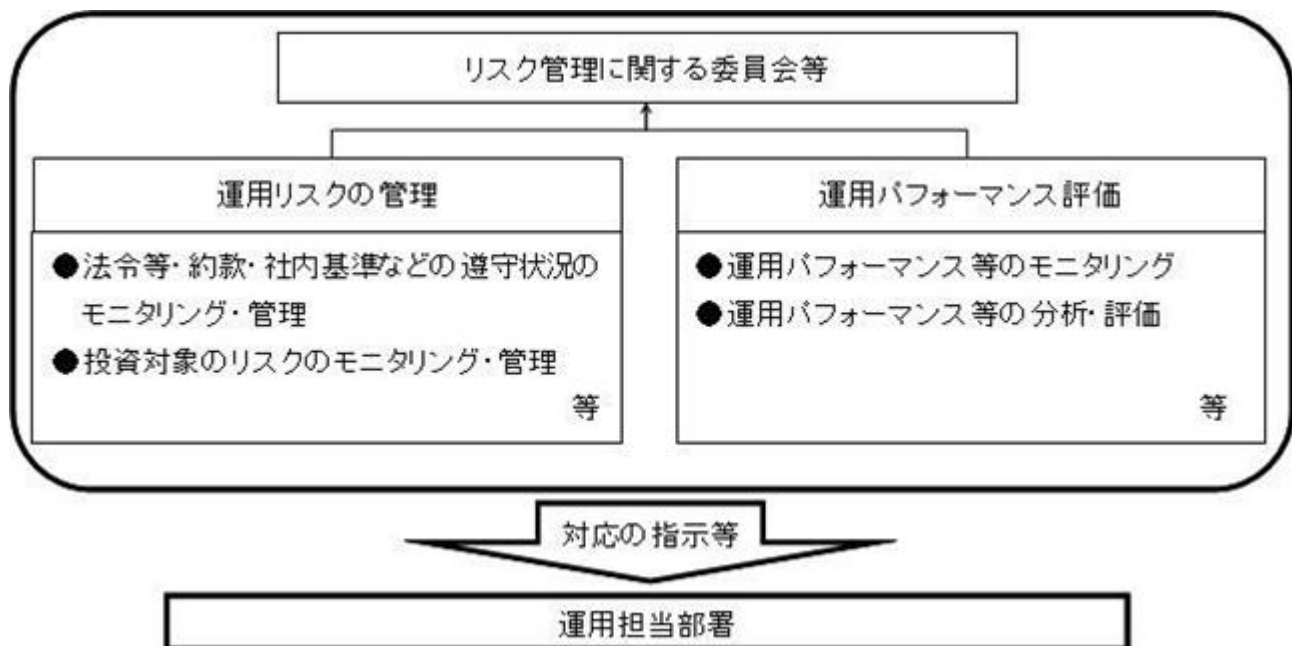 リスク管理に関する委員会等
運用リスクの管理
●法令等・約款・社内基準などの遵守状況の
モニタリング・管理
●投資対象のリスクのモニタリング・管理
等
運用パフォーマンス評価
●運用パフォーマンス等のモニタリング
●運用パフォーマンス等の分析・評価
等
対応の指示等
運用担当部署